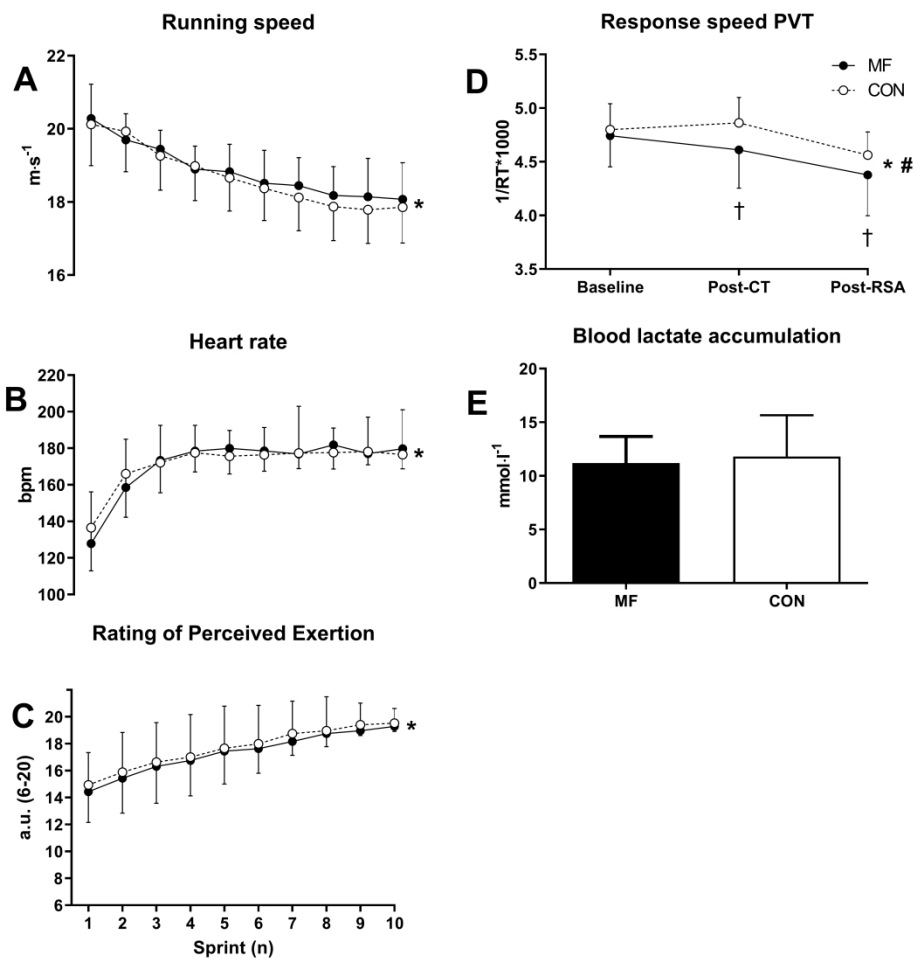 Running speed
A
m·s⁻¹
22
20
18
16
*
Heart rate
B
bpm
220
200
180
160
140
120
100
*
Rating of Perceived Exertion
C
a.u. (6-20)
20
18
16
14
12
10
8
6
*
1 2 3 4 5 6 7 8 9 10
Sprint (n)
Response speed PVT
D
MF
CON
1/RT*1000
5.5
5.0
4.5
4.0
3.5
* #
†
†
Baseline Post-CT Post-RSA
Blood lactate accumulation
E
mmol·l⁻¹
20
15
10
5
0
MF CON